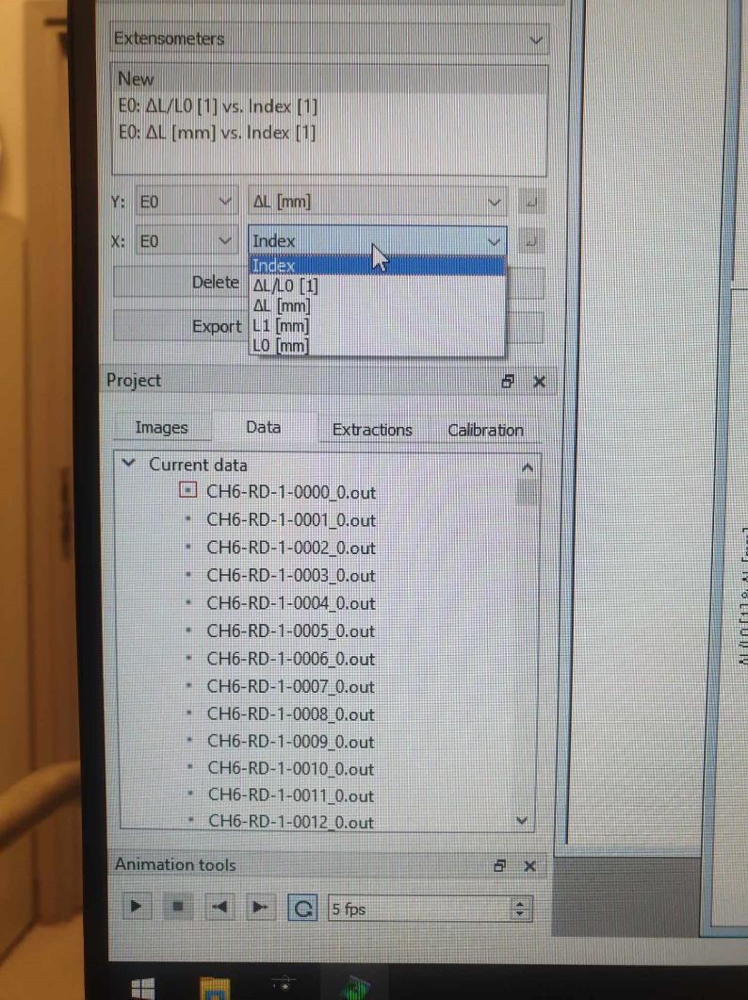 Extensometers
New
E0: ΔL/L0 [1] vs. Index [1]
E0: ΔL [mm] vs. Index [1]
Y: E0 ΔL [mm]
X: E0 Index
Index
Delete ΔL/L0 [1]
ΔL [mm]
Export L1 [mm]
L0 [mm]
Project
Images Data Extractions Calibration
Current data
CH6-RD-1-0000_0.out
CH6-RD-1-0001_0.out
CH6-RD-1-0002_0.out
CH6-RD-1-0003_0.out
CH6-RD-1-0004_0.out
CH6-RD-1-0005_0.out
CH6-RD-1-0006_0.out
CH6-RD-1-0007_0.out
CH6-RD-1-0008_0.out
CH6-RD-1-0009_0.out
CH6-RD-1-0010_0.out
CH6-RD-1-0011_0.out
CH6-RD-1-0012_0.out
Animation tools
5 fps
ΔL/L0 [1] & ΔL [mm]